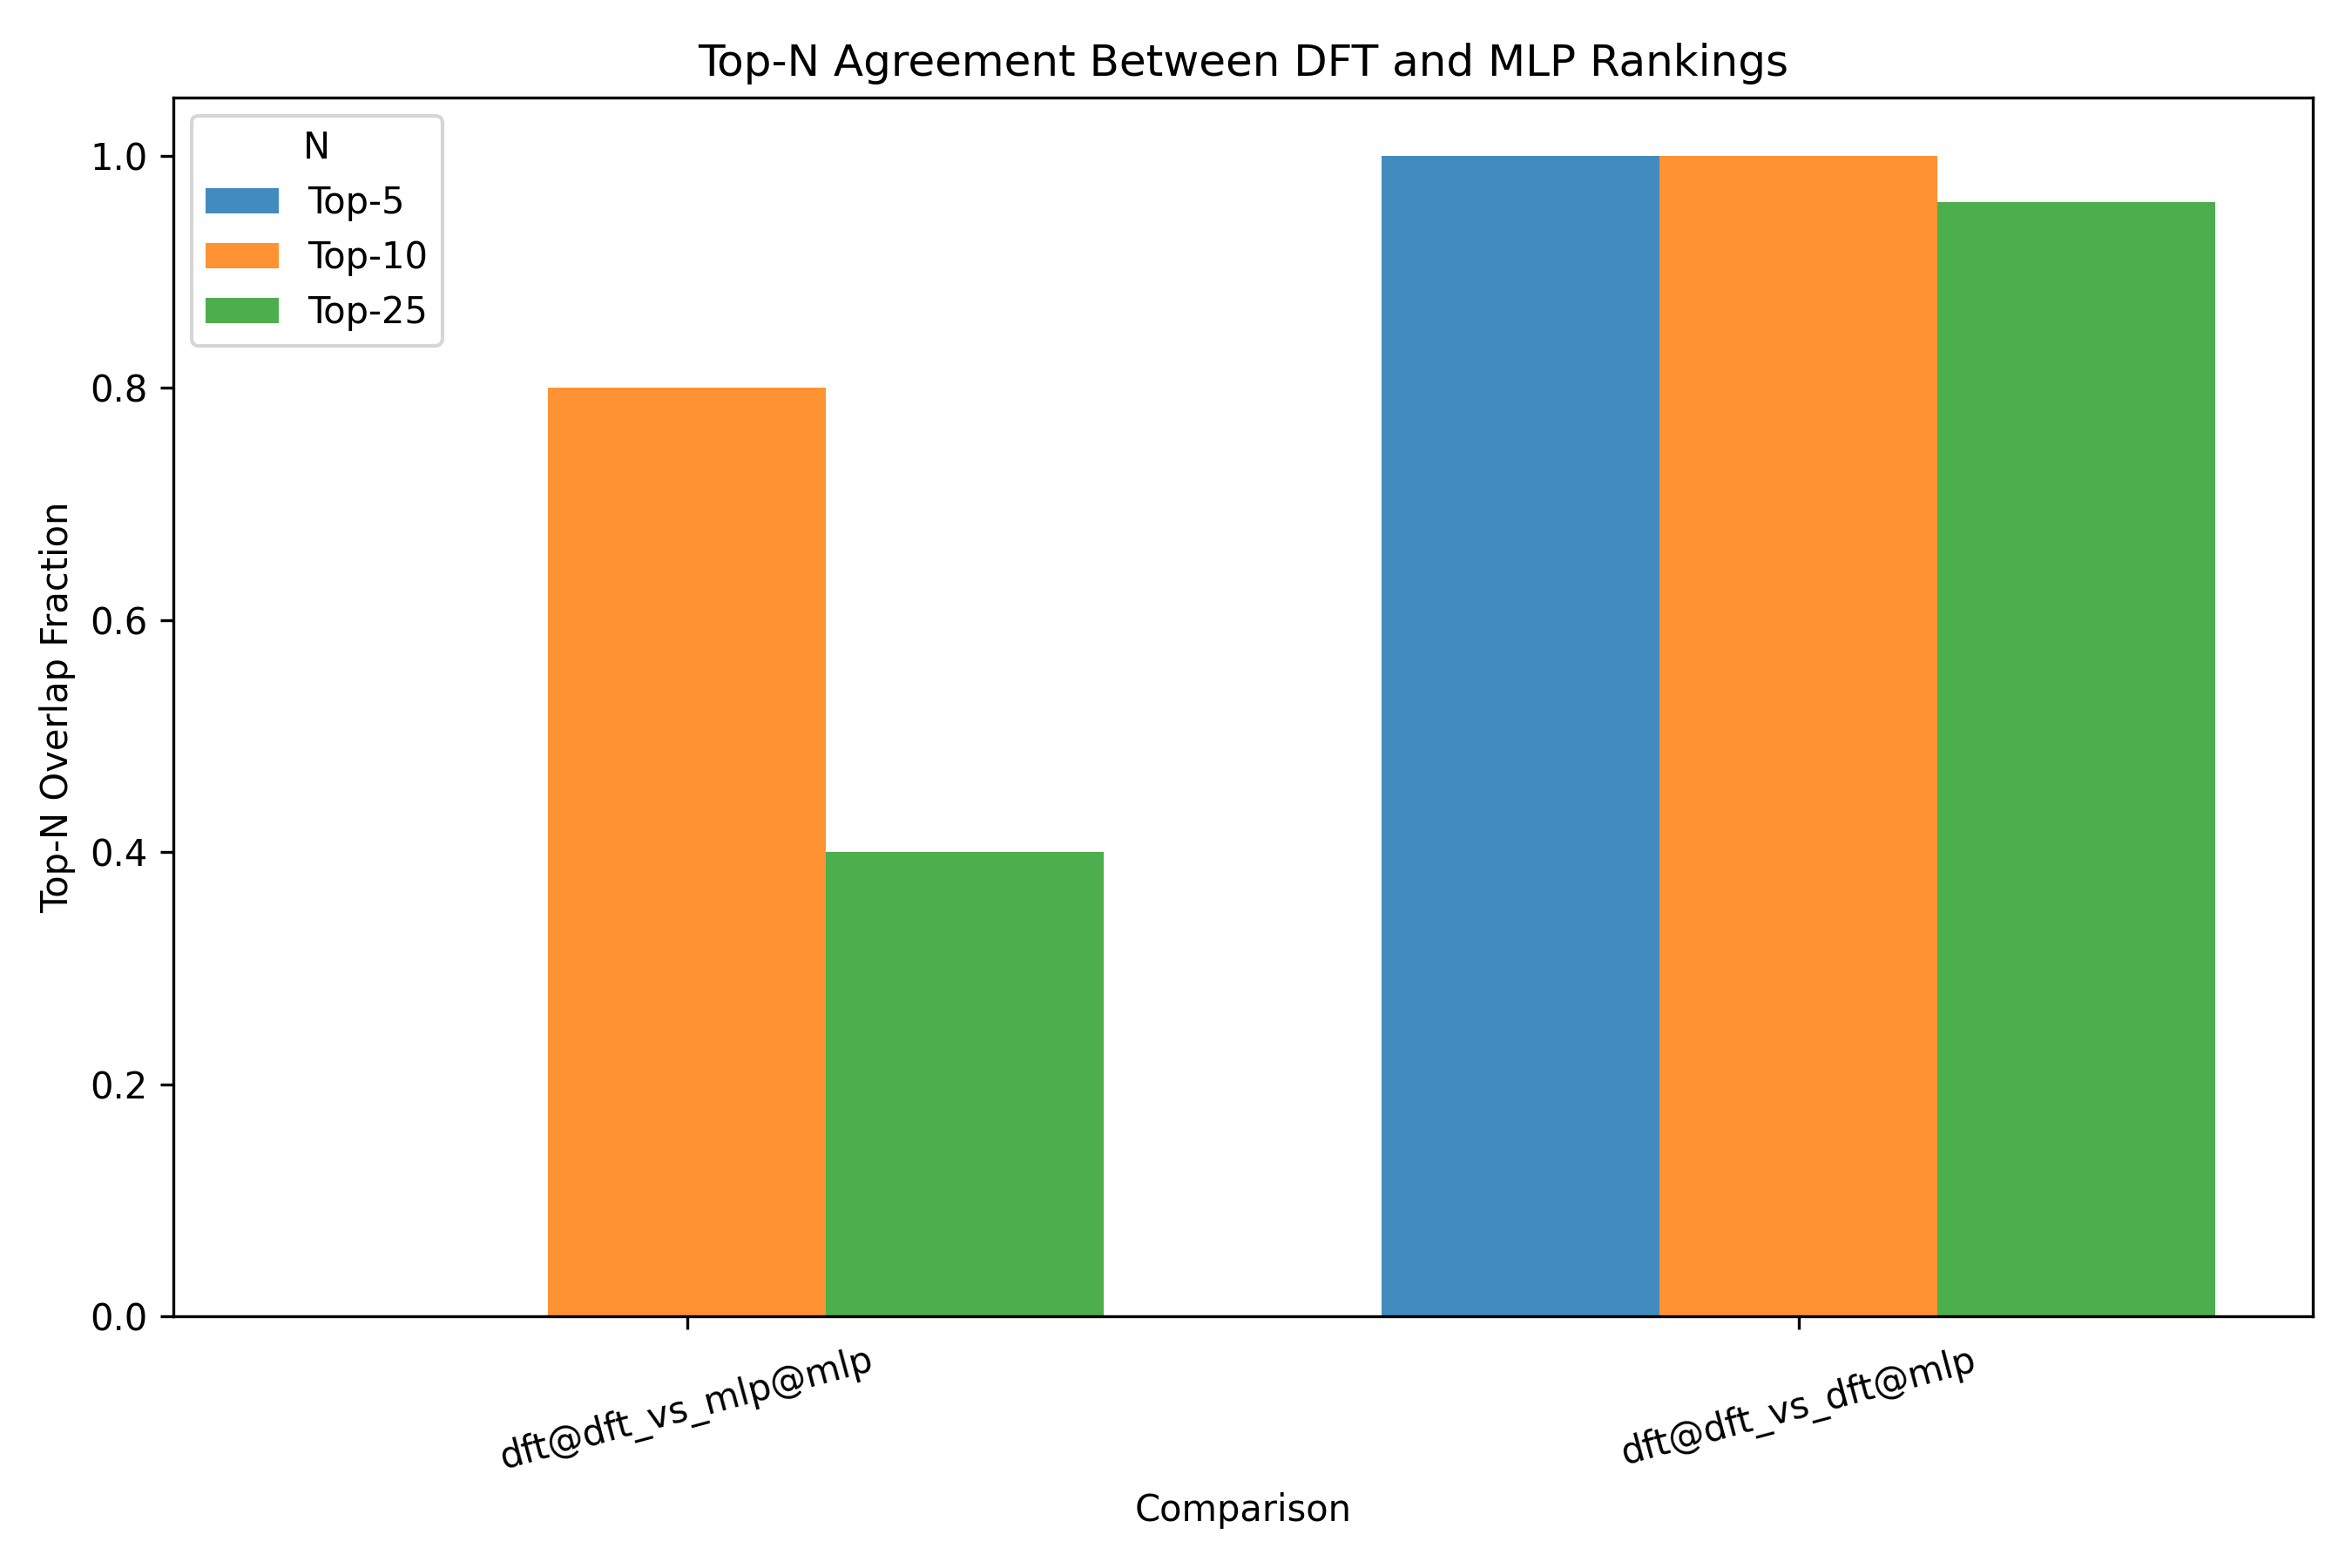 Top-N Agreement Between DFT and MLP Rankings
N
Top-5
Top-10
Top-25
Top-N Overlap Fraction
1.0
0.8
0.6
0.4
0.2
0.0
dft@dft_vs_mlp@mlp
dft@dft_vs_dft@mlp
Comparison